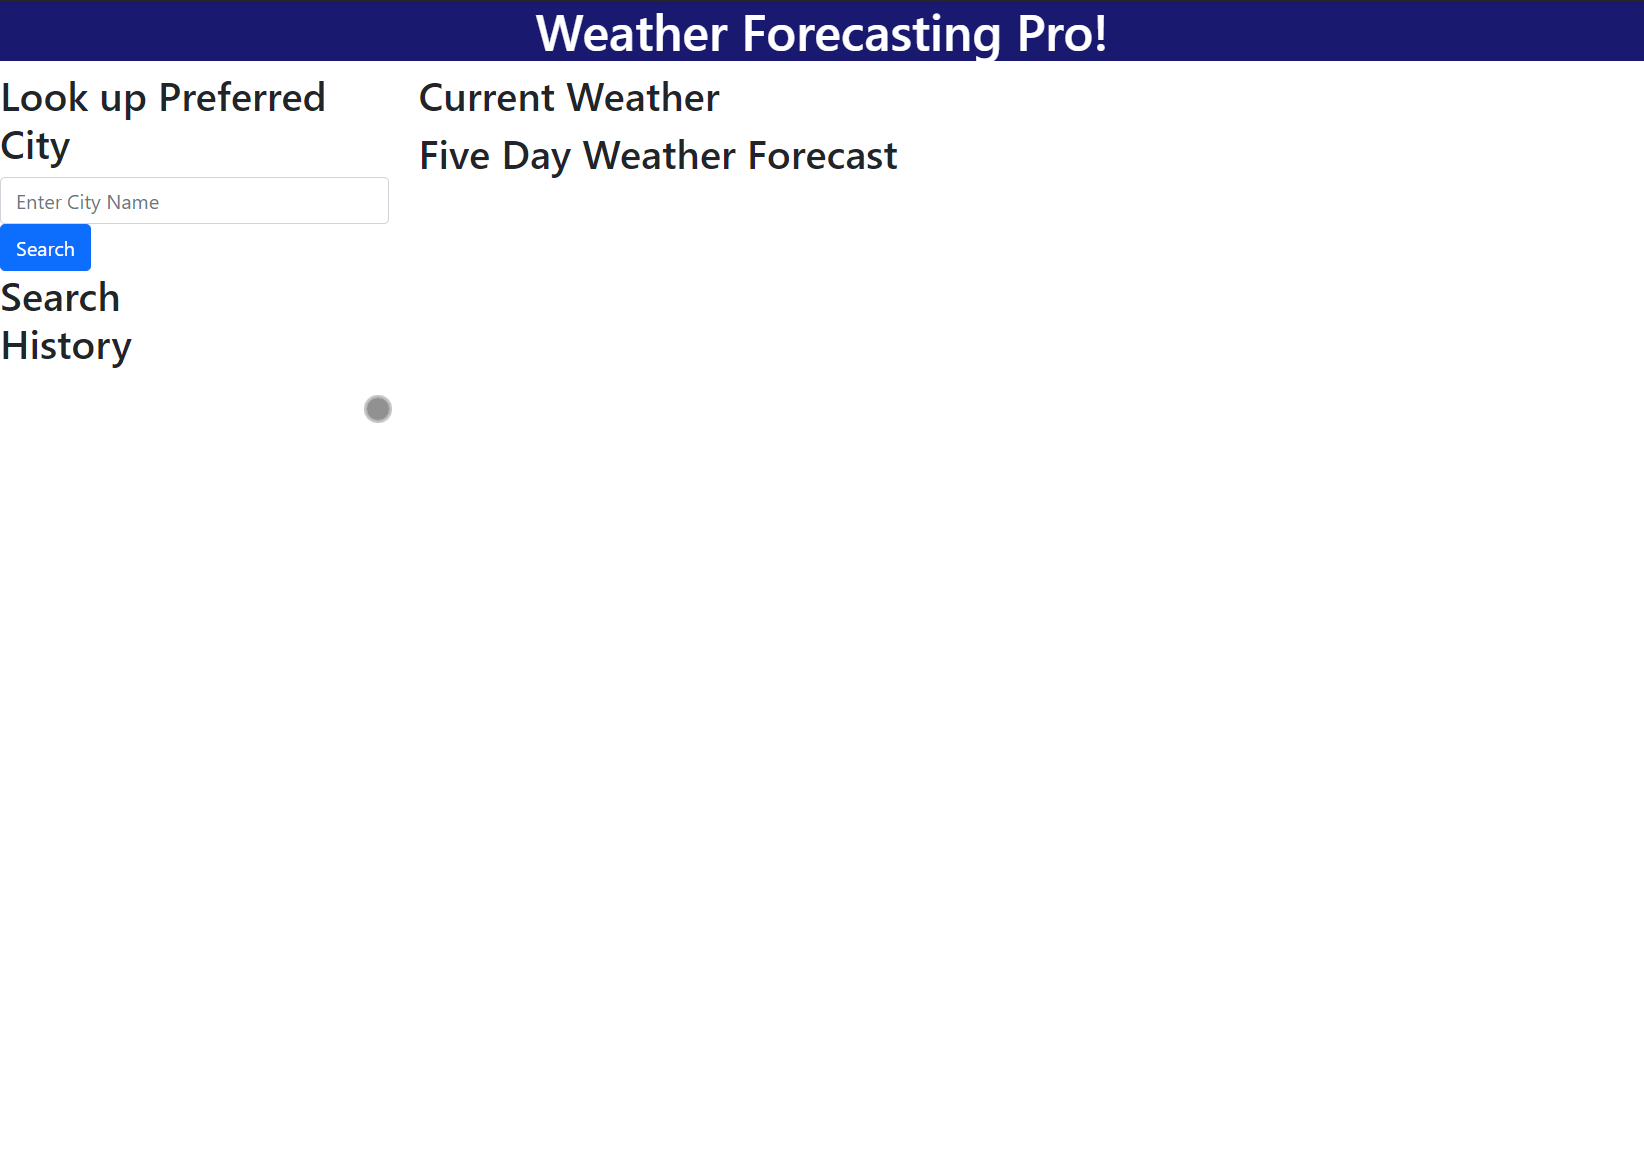 Weather Forecasting Pro!
Look up Preferred
City
Enter City Name
Search
Search
History
Current Weather
Five Day Weather Forecast